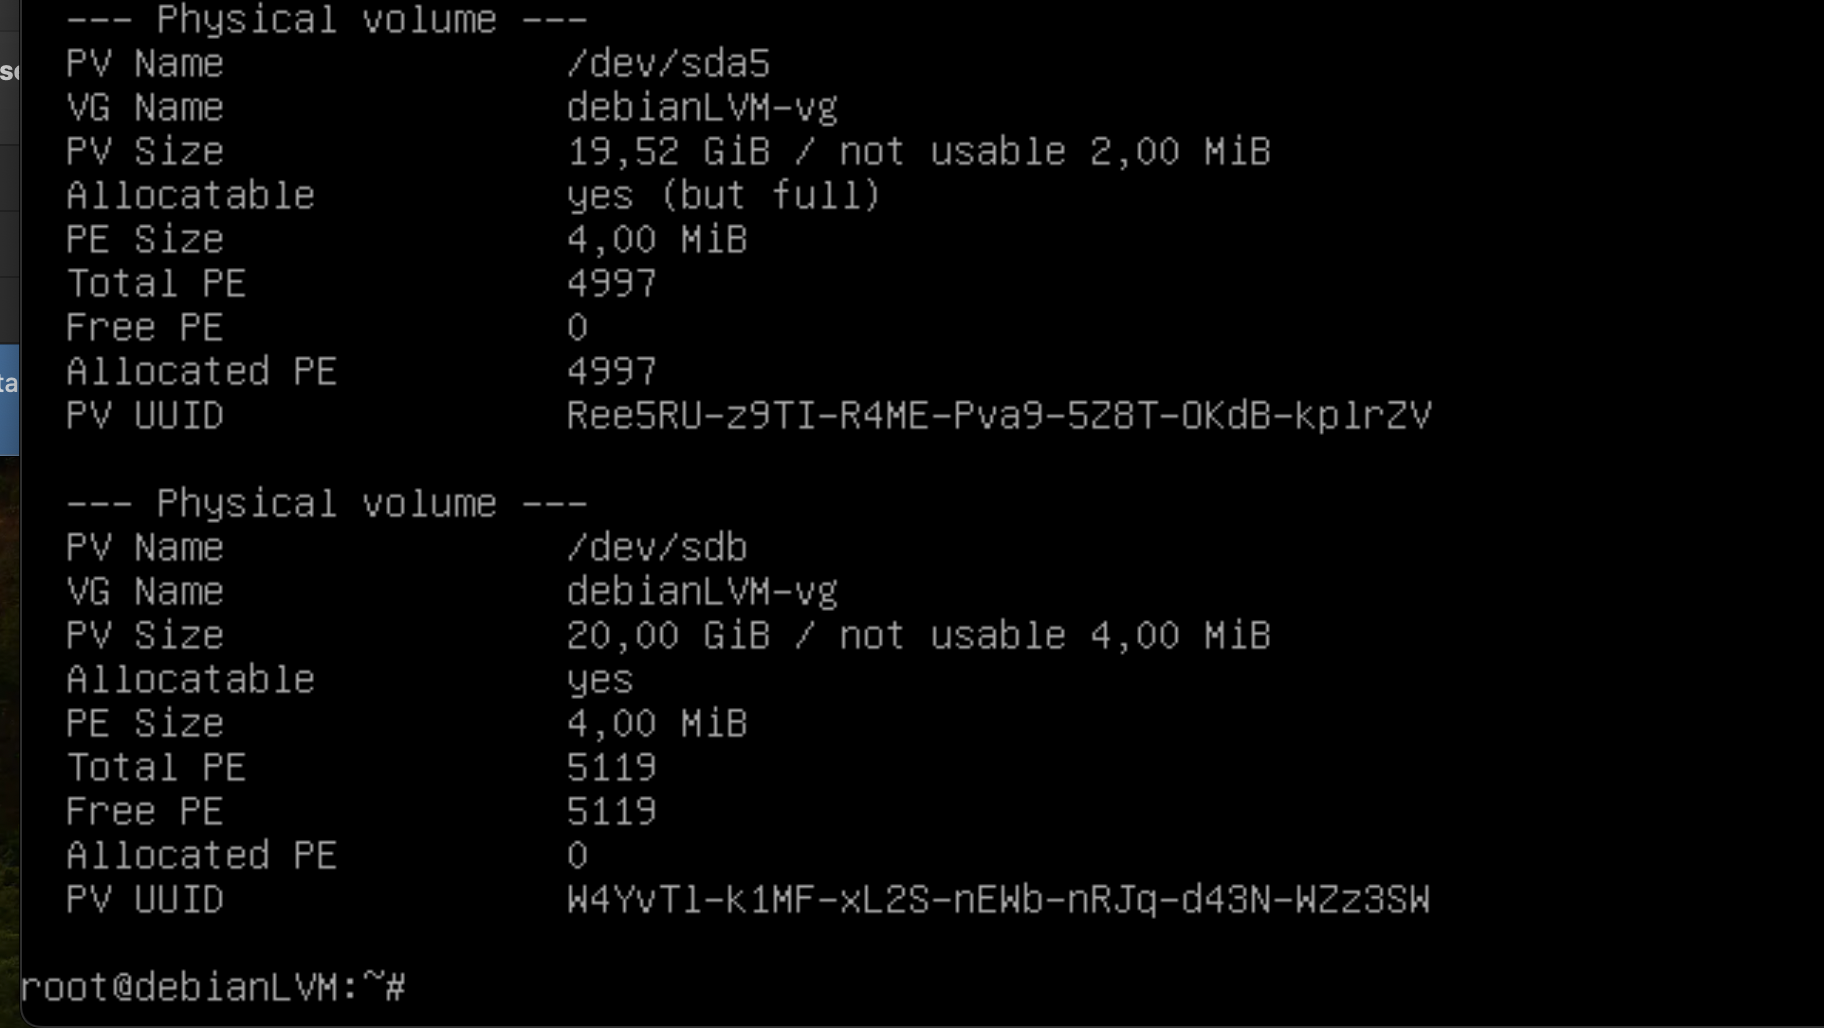 --- Physical volume ---
PV Name /dev/sda5
VG Name debianLVM-vg
PV Size 19,52 GiB / not usable 2,00 MiB
Allocatable yes (but full)
PE Size 4,00 MiB
Total PE 4997
Free PE 0
Allocated PE 4997
PV UUID Ree5RU-z9TI-R4ME-Pva9-5Z8T-OKdB-kplrZV
--- Physical volume ---
PV Name /dev/sdb
VG Name debianLVM-vg
PV Size 20,00 GiB / not usable 4,00 MiB
Allocatable yes
PE Size 4,00 MiB
Total PE 5119
Free PE 5119
Allocated PE 0
PV UUID W4YvTl-k1MF-xL2S-nEWb-nRJq-d43N-WZz3SW
root@debianLVM:~#